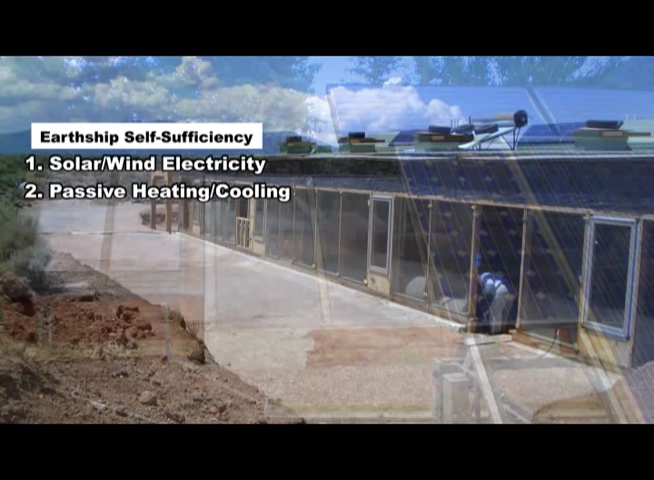 Earthship Self-Sufficiency
1. Solar/Wind Electricity
2. Passive Heating/Cooling